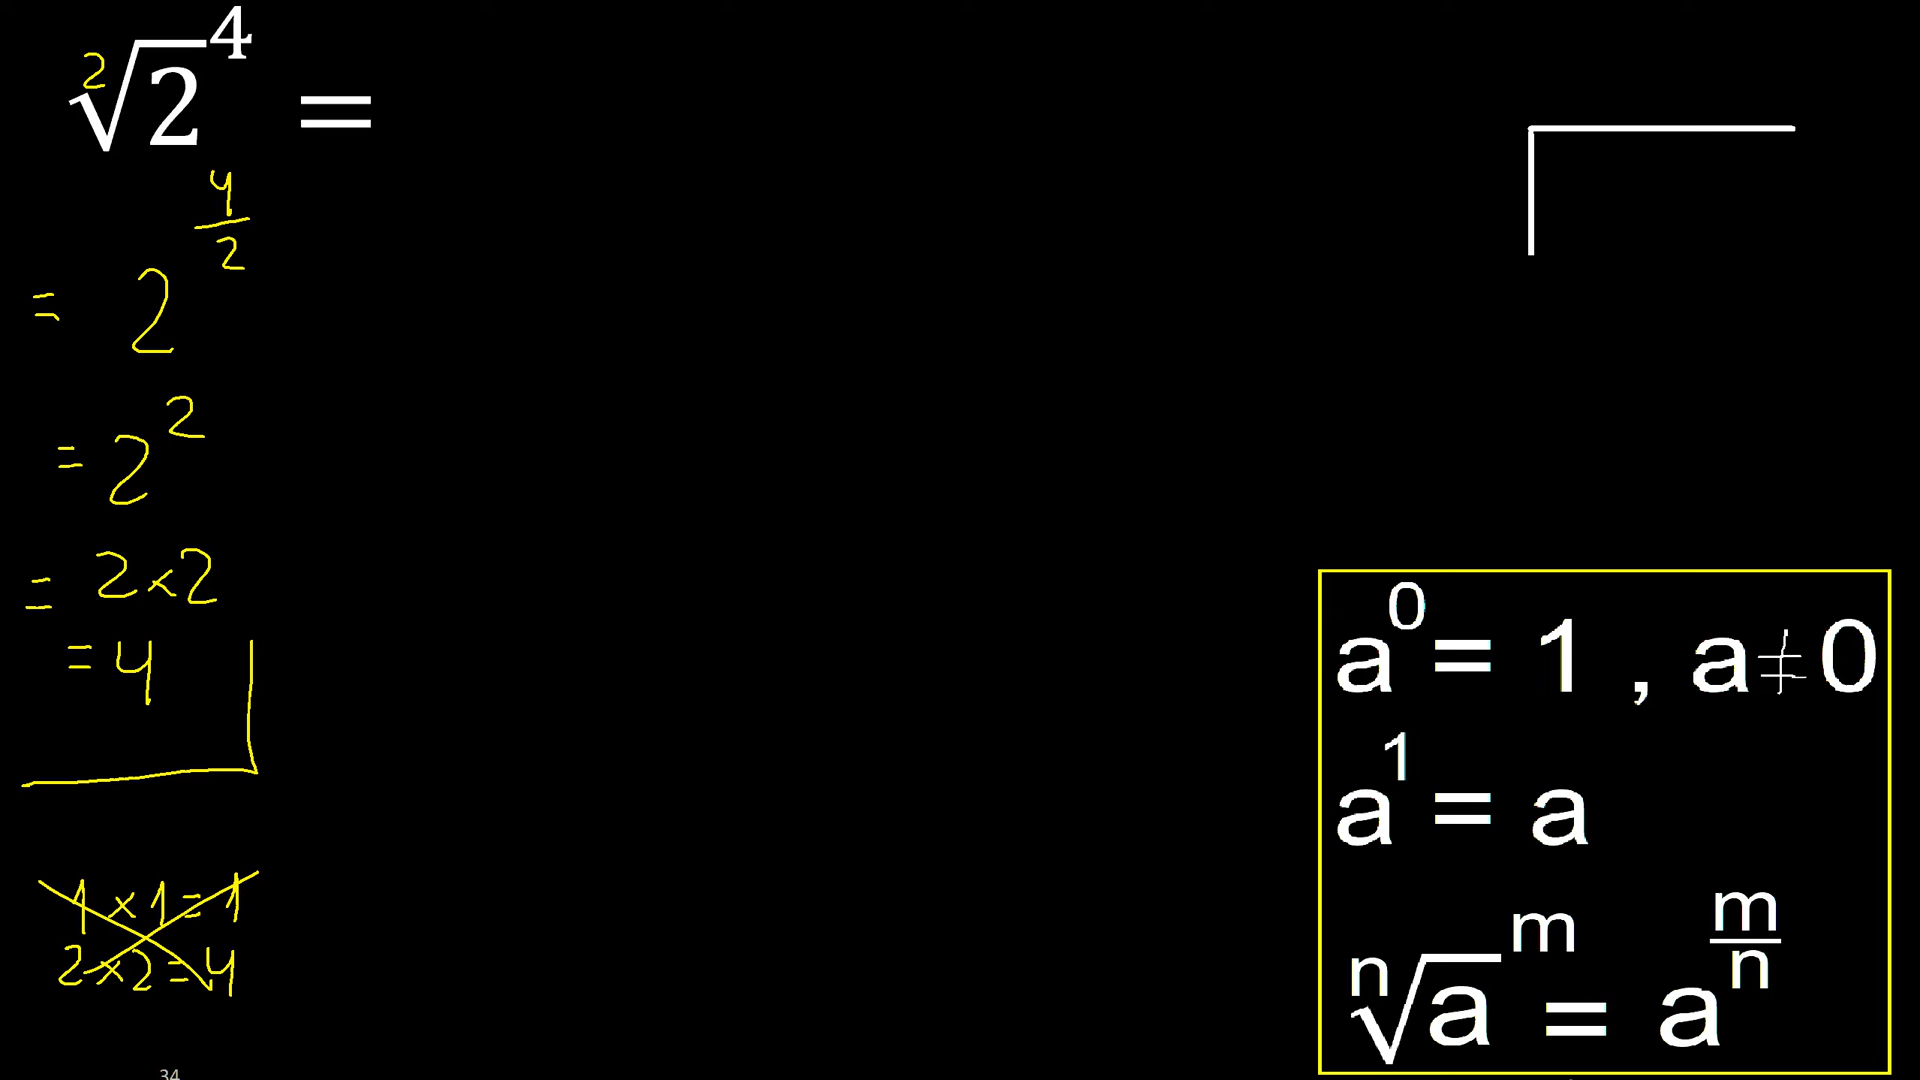 ²√2⁴ =
= 2^(4/2)
= 2²
= 2×2
= 4
1×1=1
2×2=4
a⁰ = 1 , a≠0
a¹ = a
ⁿ√aᵐ = a^(m/n)
34